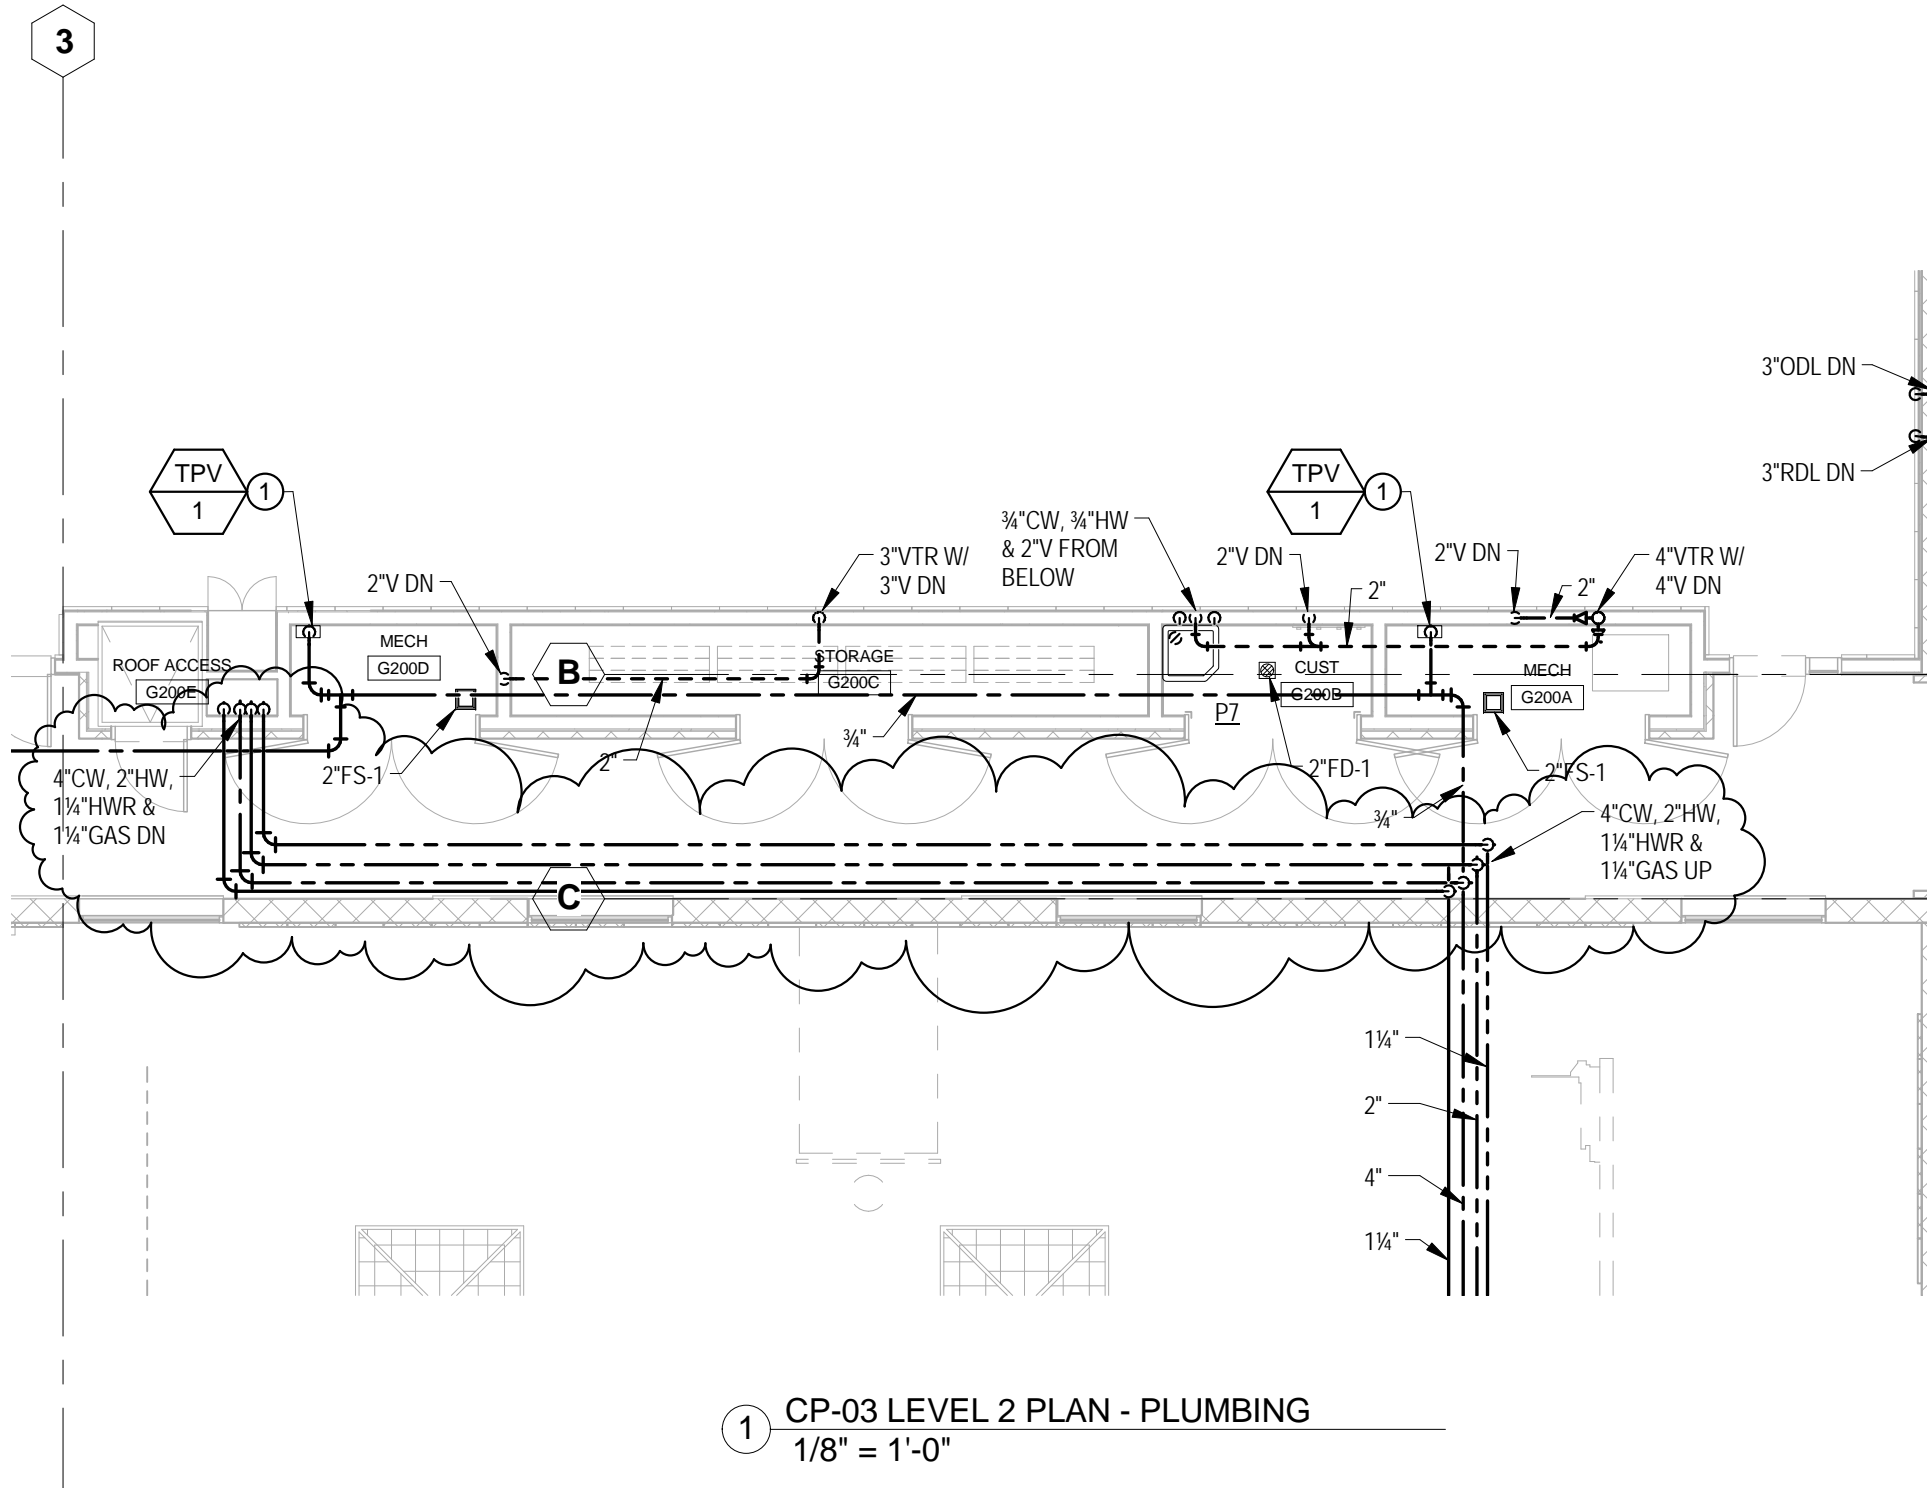 3
3"ODL DN
3"RDL DN
TPV
1
1
TPV
1
1
2"V DN
3"VTR W/
3"V DN
¾"CW, ¾"HW
& 2"V FROM
BELOW
2"V DN
2"
2"V DN
2"
4"VTR W/
4"V DN
ROOF ACCESS
G200E
MECH
G200D
B
STORAGE
G200C
CUST
G200B
MECH
G200A
P7
4"CW, 2"HW,
1¼"HWR &
1¼"GAS DN
2"FS-1
2"
¾"
2"FD-1
2"FS-1
¾"
4"CW, 2"HW,
1¼"HWR &
1¼"GAS UP
C
1¼"
2"
4"
1¼"
1
CP-03 LEVEL 2 PLAN - PLUMBING
1/8" = 1'-0"